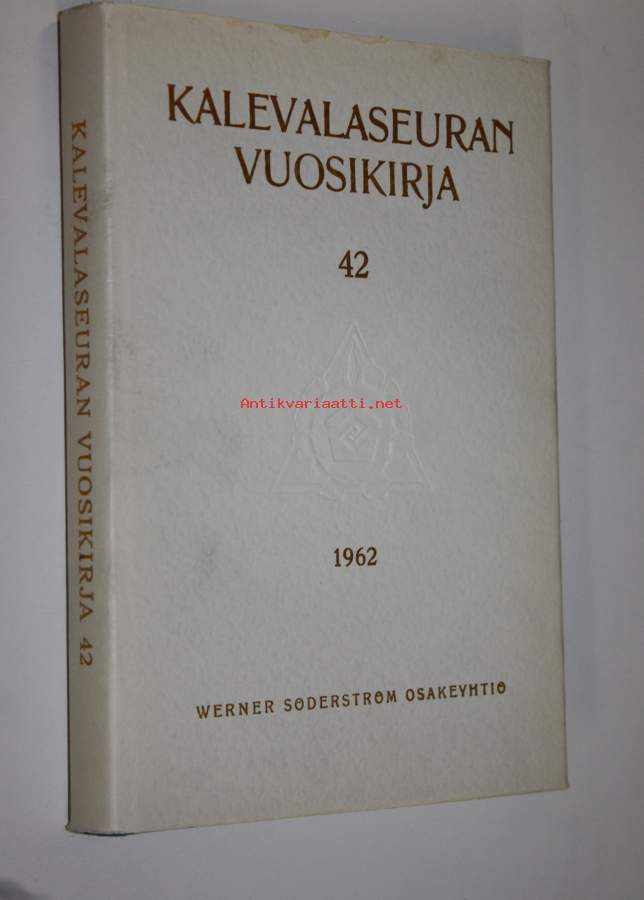 KALEVALASEURAN
VUOSIKIRJA
42
Antikvariaatti.net
1962
WERNER SÖDERSTRÖM OSAKEYHTIÖ
KALEVALASEURAN VUOSIKIRJA 42